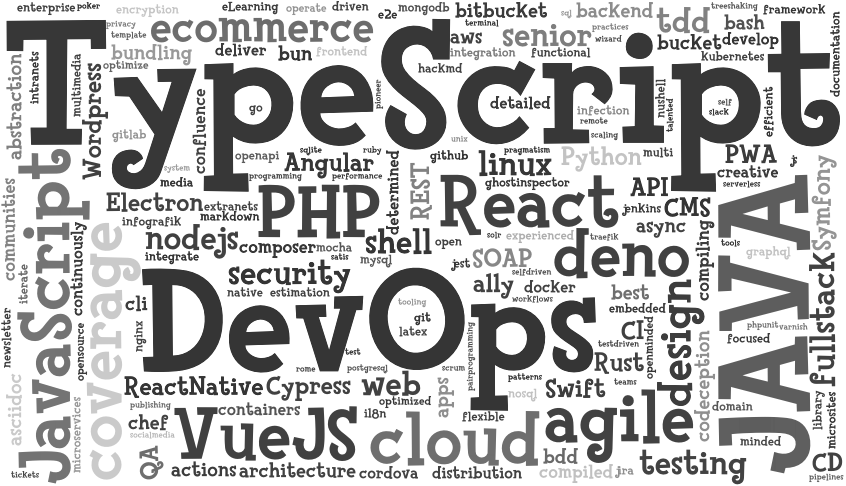 enterprise
poker
encryption
eLearning
operate
driven
e2e
mongodb
bitbucket
terminal
sql
backend
treeshaking
framework
privacy
template
ecommerce
aws
senior
practices
wizard
tdd
bash
bundling
deliver
bun
frontend
integration
functional
bucket
develop
documentation
TypeScript
optimize
hackmd
Kubernetes
abstraction
intranets
multimedia
Wordpress
confluence
go
pioneer
detailed
infection
remote
scaling
nushell
talented
self
slack
efficient
gitlab
system
openapi
sqlite
ruby
unix
Angular
programming
performance
github
pragmatism
linux
Python
multi
PWA
jr
creative
serverless
media
determined
REST
ghostinspector
API
JavaScript
communities
continuously
iterate
Electron
extranets
infografik
markdown
PHP
React
jenkins
CMS
JAVA
Symfony
coverage
nodejs
integrate
composer
mocha
satis
mysql
shell
open
solr
experienced
traefik
async
compiling
tools
graphql
jest
SOAP
selfdriven
deno
security
native
estimation
ally
docker
workflows
best
embedded
design
fullstack
newsletter
opensource
cli
nginx
DevOps
tooling
git
latex
test
pairprogramming
CI
testdriven
openminded
phpunit
varnish
focused
rome
postgresql
scrum
patterns
Rust
teams
codeception
asciidoc
microservices
ReactNative
Cypress
web
optimized
apps
nosql
Swift
publishing
containers
i18n
flexible
agile
domain
library
microsites
chef
socialmedia
VueJS
cloud
minded
QA
bdd
tickets
actions
architecture
cordova
distribution
compiled
jra
testing
CD
pipelines